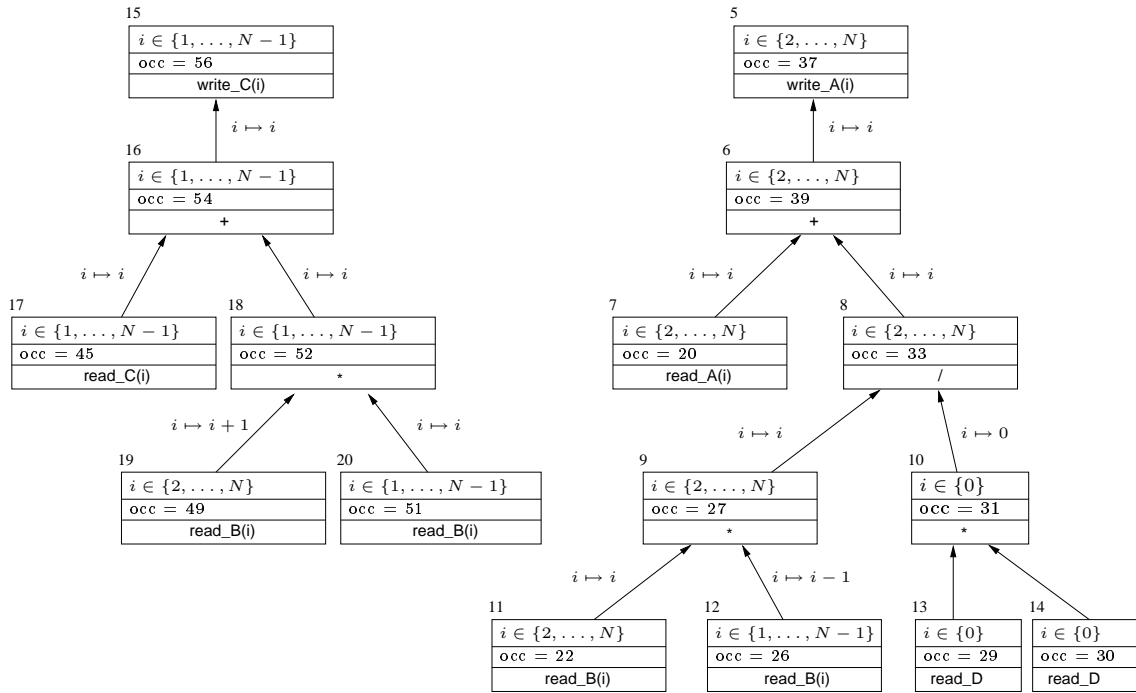 15
i ∈ {1, . . . , N − 1}
occ = 56
write_C(i)
5
i ∈ {2, . . . , N}
occ = 37
write_A(i)
i ↦ i
i ↦ i
16
i ∈ {1, . . . , N − 1}
occ = 54
+
6
i ∈ {2, . . . , N}
occ = 39
+
i ↦ i
i ↦ i
i ↦ i
i ↦ i
17
i ∈ {1, . . . , N − 1}
occ = 45
read_C(i)
18
i ∈ {1, . . . , N − 1}
occ = 52
*
7
i ∈ {2, . . . , N}
occ = 20
read_A(i)
8
i ∈ {2, . . . , N}
occ = 33
/
i ↦ i + 1
i ↦ i
i ↦ i
i ↦ 0
19
i ∈ {2, . . . , N}
occ = 49
read_B(i)
20
i ∈ {1, . . . , N − 1}
occ = 51
read_B(i)
9
i ∈ {2, . . . , N}
occ = 27
*
10
i ∈ {0}
occ = 31
*
i ↦ i
i ↦ i − 1
11
i ∈ {2, . . . , N}
occ = 22
read_B(i)
12
i ∈ {1, . . . , N − 1}
occ = 26
read_B(i)
13
i ∈ {0}
occ = 29
read_D
14
i ∈ {0}
occ = 30
read_D